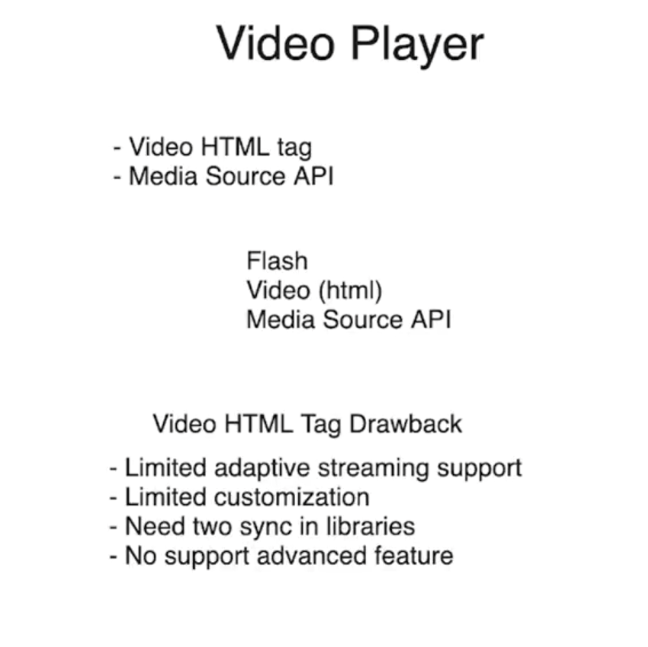 Video Player
- Video HTML tag
- Media Source API
Flash
Video (html)
Media Source API
Video HTML Tag Drawback
- Limited adaptive streaming support
- Limited customization
- Need two sync in libraries
- No support advanced feature